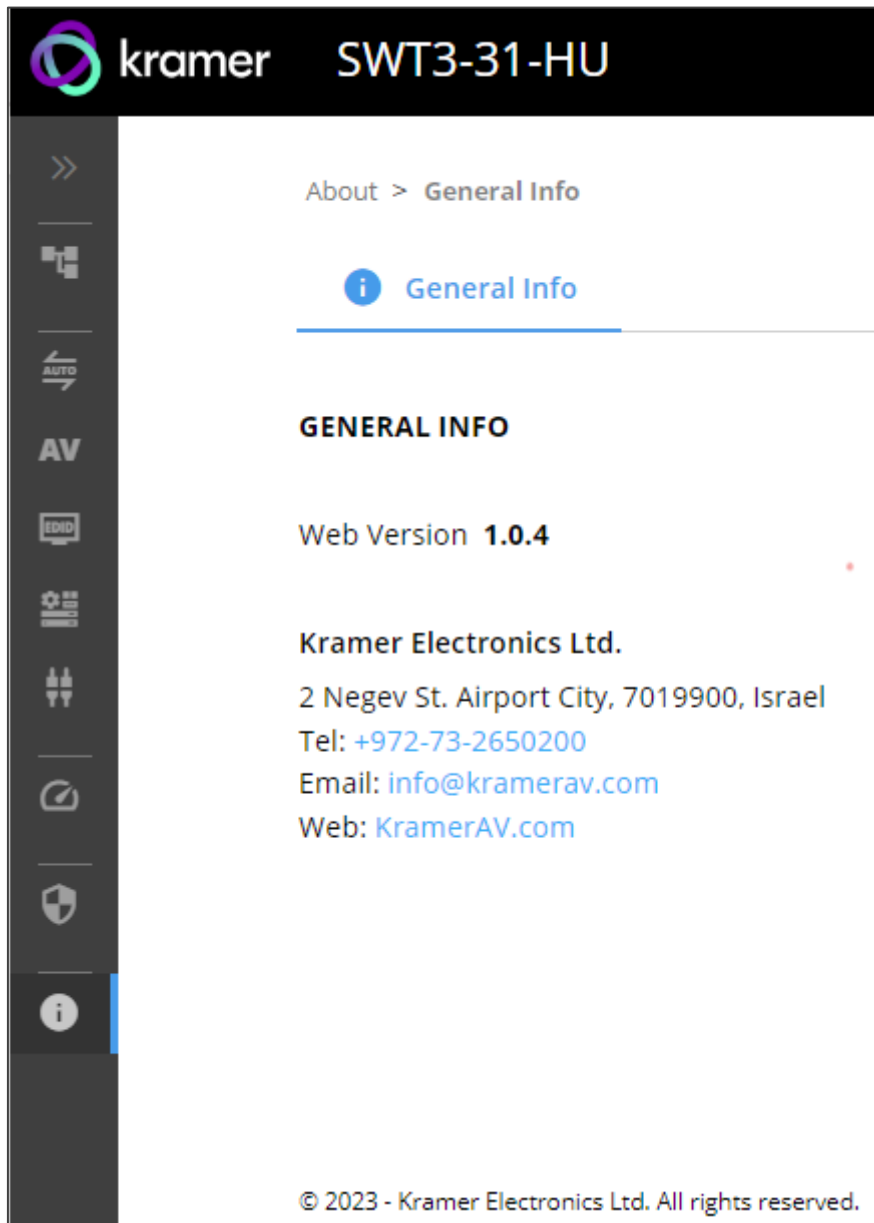 kramer SWT3-31-HU
About > General Info
i General Info
AUTO
AV
EDID
i
GENERAL INFO
Web Version 1.0.4
Kramer Electronics Ltd.
2 Negev St. Airport City, 7019900, Israel
Tel: +972-73-2650200
Email: info@kramerav.com
Web: KramerAV.com
© 2023 - Kramer Electronics Ltd. All rights reserved.